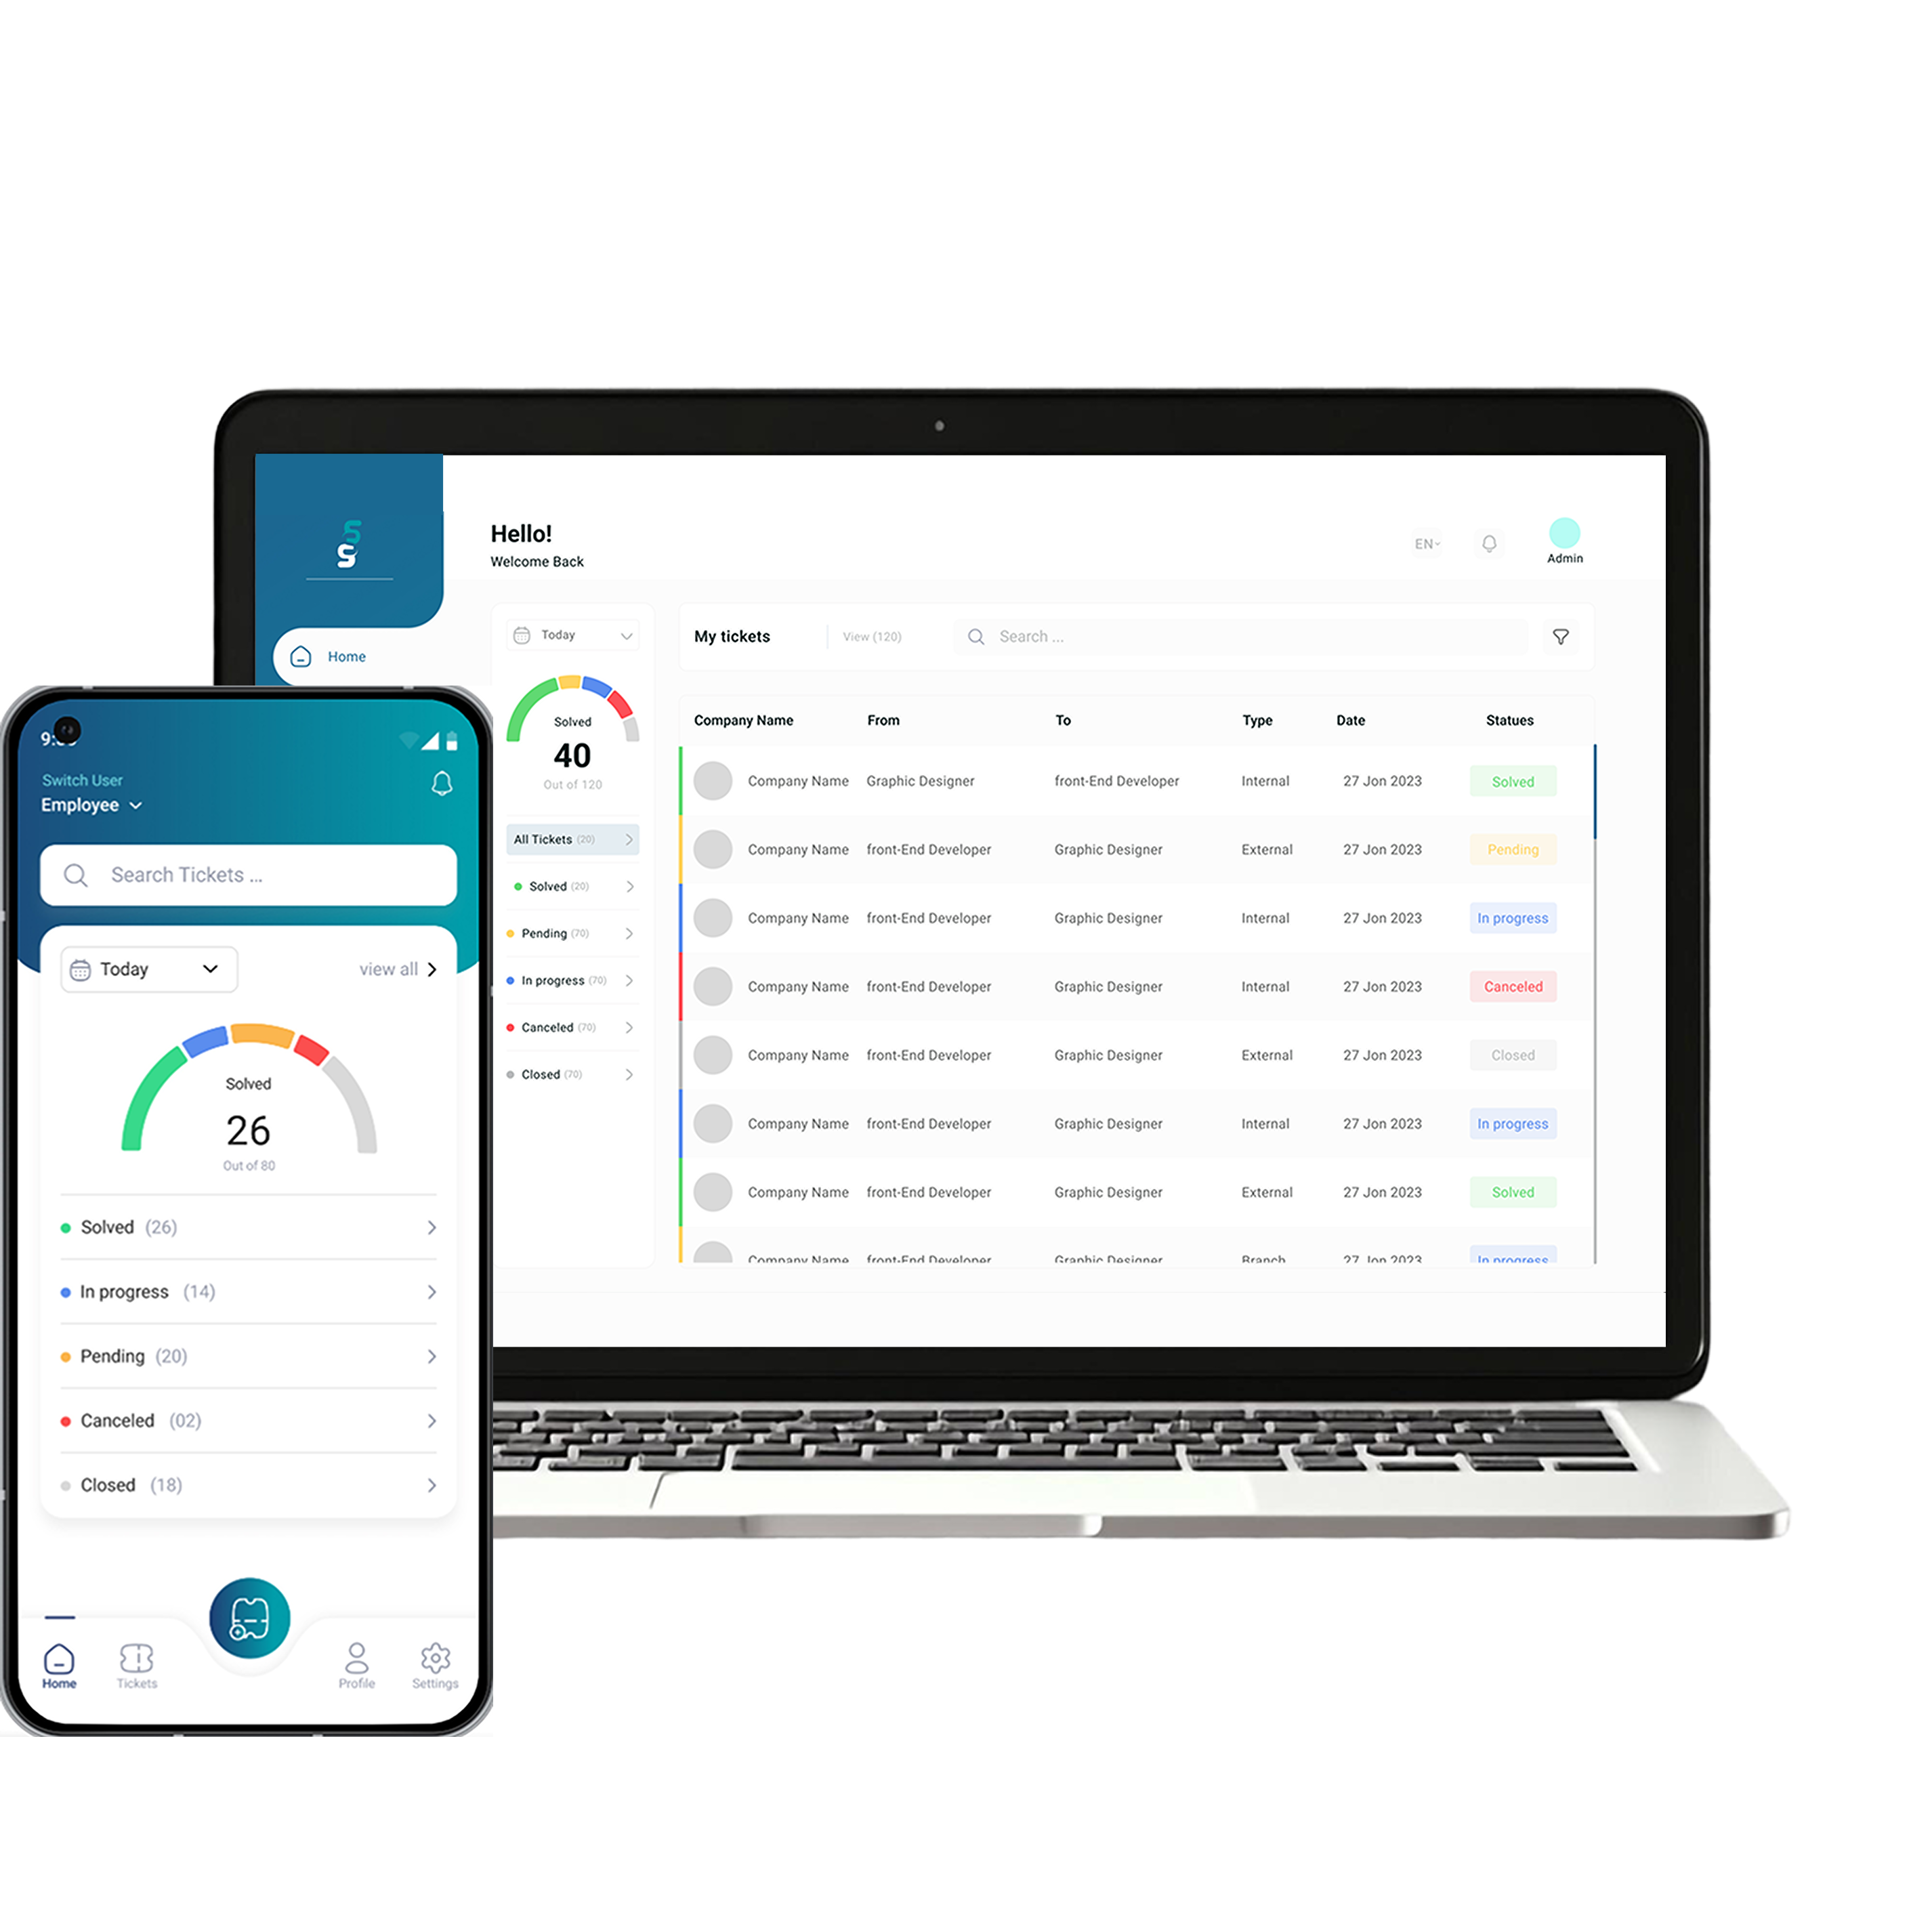 Hello!
Welcome Back
EN
Admin
Home
Today
Solved
40
Out of 120
All Tickets (20)
Solved (20)
Pending (70)
In progress (70)
Canceled (70)
Closed (70)
My tickets View (120) Search ...
Company Name From To Type Date Statues
Company Name Graphic Designer front-End Developer Internal 27 Jon 2023 Solved
Company Name front-End Developer Graphic Designer External 27 Jon 2023 Pending
Company Name front-End Developer Graphic Designer Internal 27 Jon 2023 In progress
Company Name front-End Developer Graphic Designer Internal 27 Jon 2023 Canceled
Company Name front-End Developer Graphic Designer External 27 Jon 2023 Closed
Company Name front-End Developer Graphic Designer Internal 27 Jon 2023 In progress
Company Name front-End Developer Graphic Designer External 27 Jon 2023 Solved
Company Name front-End Developer Graphic Designer Branch 27 Jon 2023 In progress
Switch User
Employee
Search Tickets ...
Today view all
Solved
26
Out of 80
Solved (26)
In progress (14)
Pending (20)
Canceled (02)
Closed (18)
Home Tickets Profile Settings